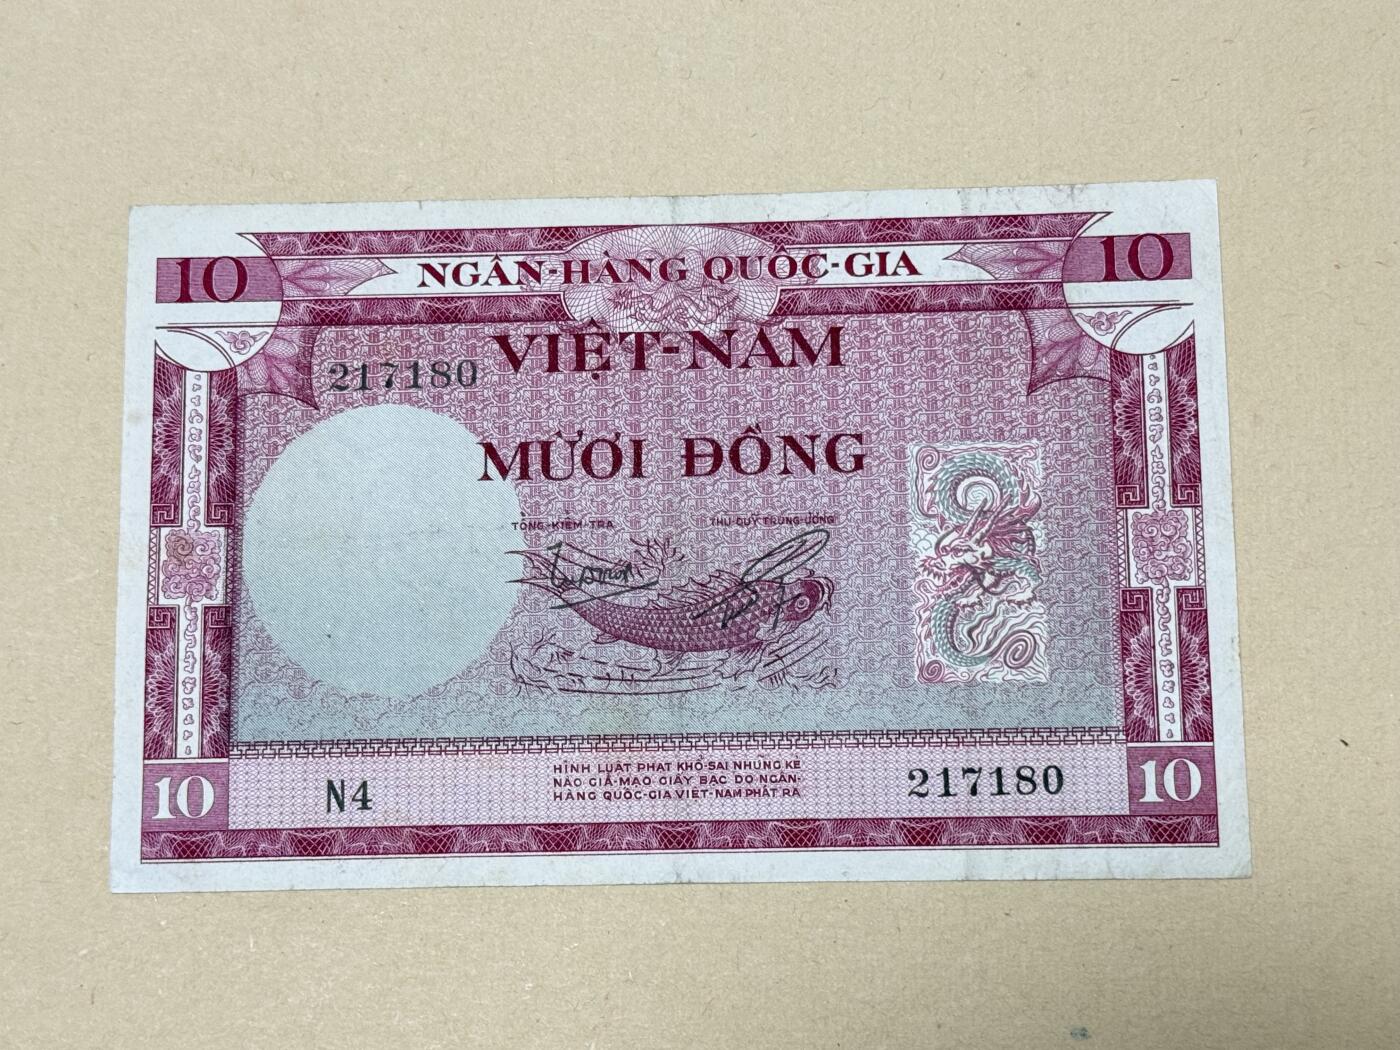 10 NGÂN-HÀNG QUỐC-GIA 10
VIỆT-NAM
217180
MƯỜI ĐỒNG
TỔNG-KIỂM-TRA THỦ-QUỸ TRUNG-ƯƠNG
HÌNH LUẬT PHẠT KHỔ-SAI NHỮNG KẺ
NÀO GIẢ-MẠO GIẤY BẠC DO NGÂN-
HÀNG QUỐC-GIA VIỆT-NAM PHÁT RA
10 N4 217180 10